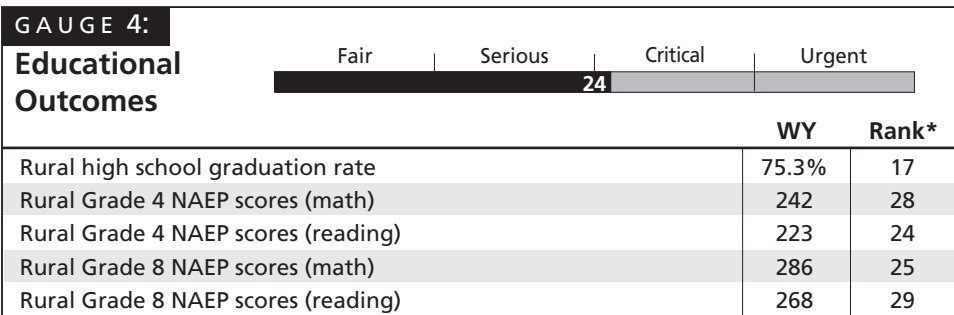 GAUGE 4:
Educational
Outcomes
Fair Serious Critical Urgent
24
WY Rank*
Rural high school graduation rate 75.3% 17
Rural Grade 4 NAEP scores (math) 242 28
Rural Grade 4 NAEP scores (reading) 223 24
Rural Grade 8 NAEP scores (math) 286 25
Rural Grade 8 NAEP scores (reading) 268 29